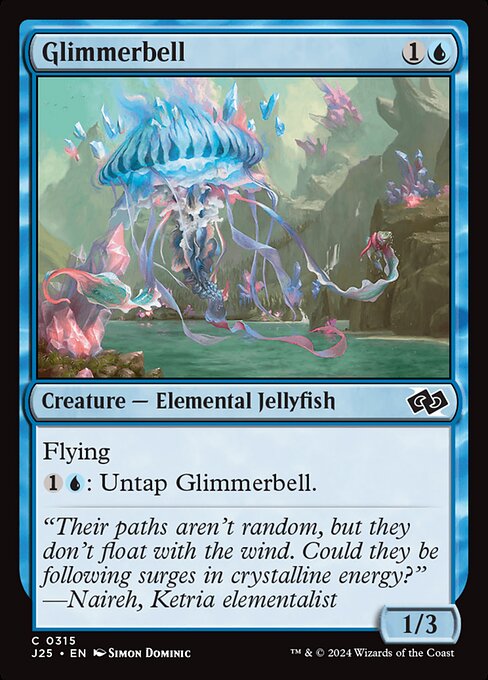 Glimmerbell 1
Creature — Elemental Jellyfish
Flying
1: Untap Glimmerbell.
“Their paths aren’t random, but they
don’t float with the wind. Could they be
following surges in crystalline energy?”
—Naireh, Ketria elementalist
1/3
C 0315
J25 • EN Simon Dominic
™ & © 2024 Wizards of the Coast